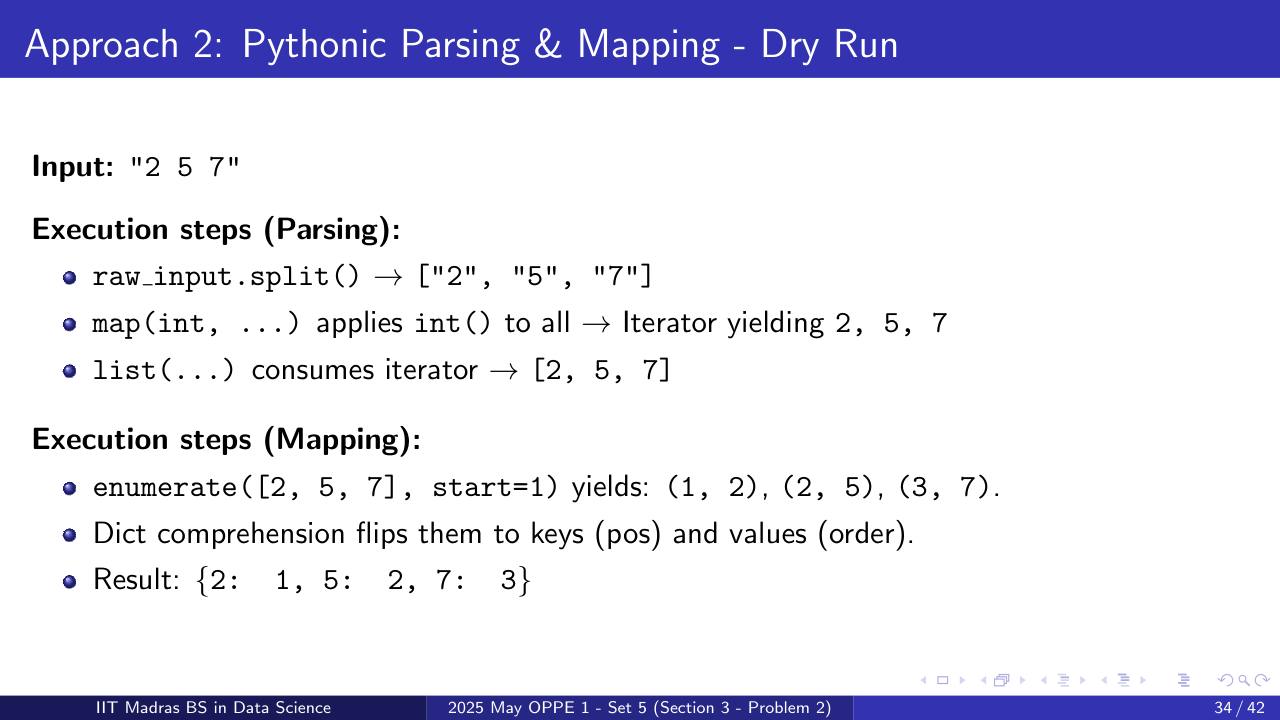 Approach 2: Pythonic Parsing & Mapping - Dry Run
Input: "2 5 7"
Execution steps (Parsing):
raw_input.split() → ["2", "5", "7"]
map(int, ...) applies int() to all → Iterator yielding 2, 5, 7
list(...) consumes iterator → [2, 5, 7]
Execution steps (Mapping):
enumerate([2, 5, 7], start=1) yields: (1, 2), (2, 5), (3, 7).
Dict comprehension flips them to keys (pos) and values (order).
Result: {2: 1, 5: 2, 7: 3}
IIT Madras BS in Data Science
2025 May OPPE 1 - Set 5 (Section 3 - Problem 2)
34 / 42